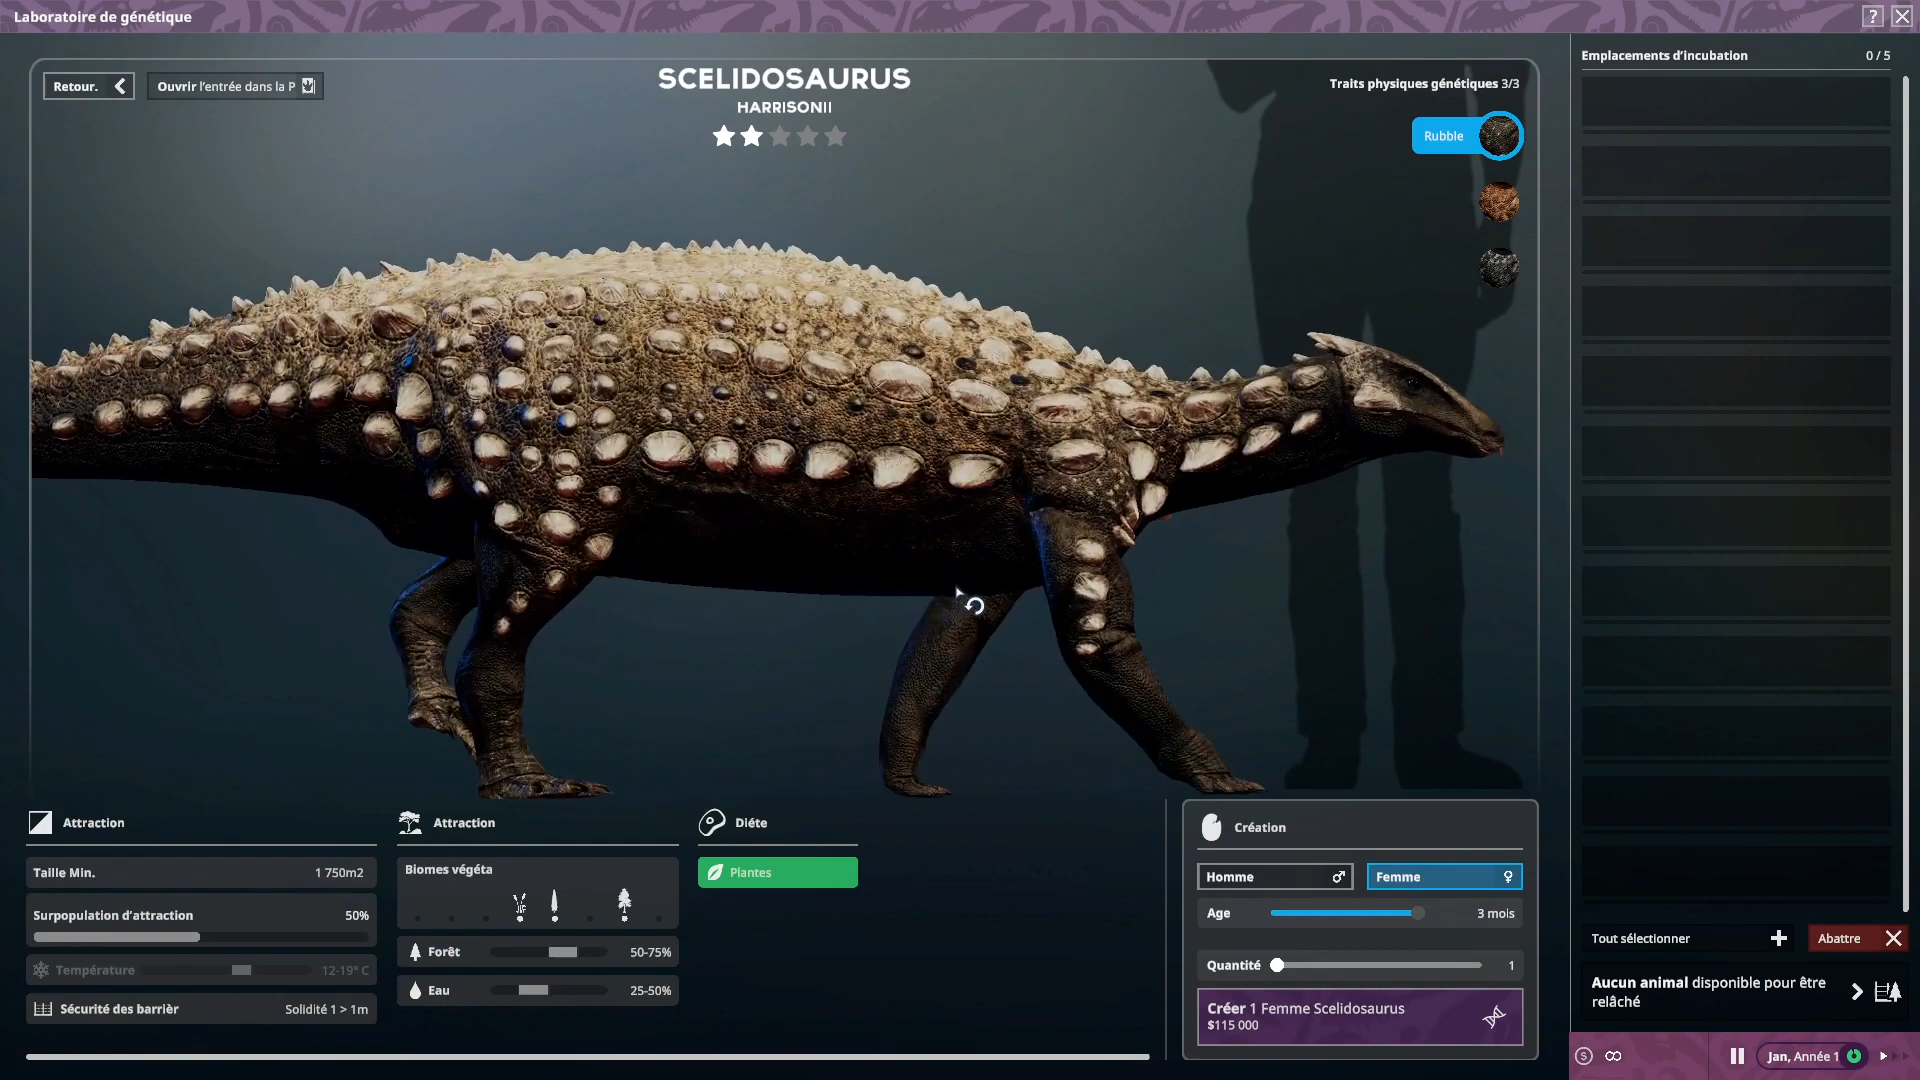 Laboratoire de génétique
?
Retour.
Ouvrir l'entrée dans la P
SCELIDOSAURUS
HARRISONII
Traits physiques génétiques 3/3
Rubble
Emplacements d'incubation
0 / 5
Attraction
Taille Min.
1 750m2
Surpopulation d'attraction
50%
Température
12-19° C
Sécurité des barrièr
Solidité 1 > 1m
Attraction
Biomes végéta
Forêt
50-75%
Eau
25-50%
Diéte
Plantes
Création
Homme
Femme
Age
3 mois
Quantité
1
Créer 1 Femme Scelidosaurus
$115 000
Tout sélectionner
Abattre
Aucun animal disponible pour être
relâché
Jan, Année 1